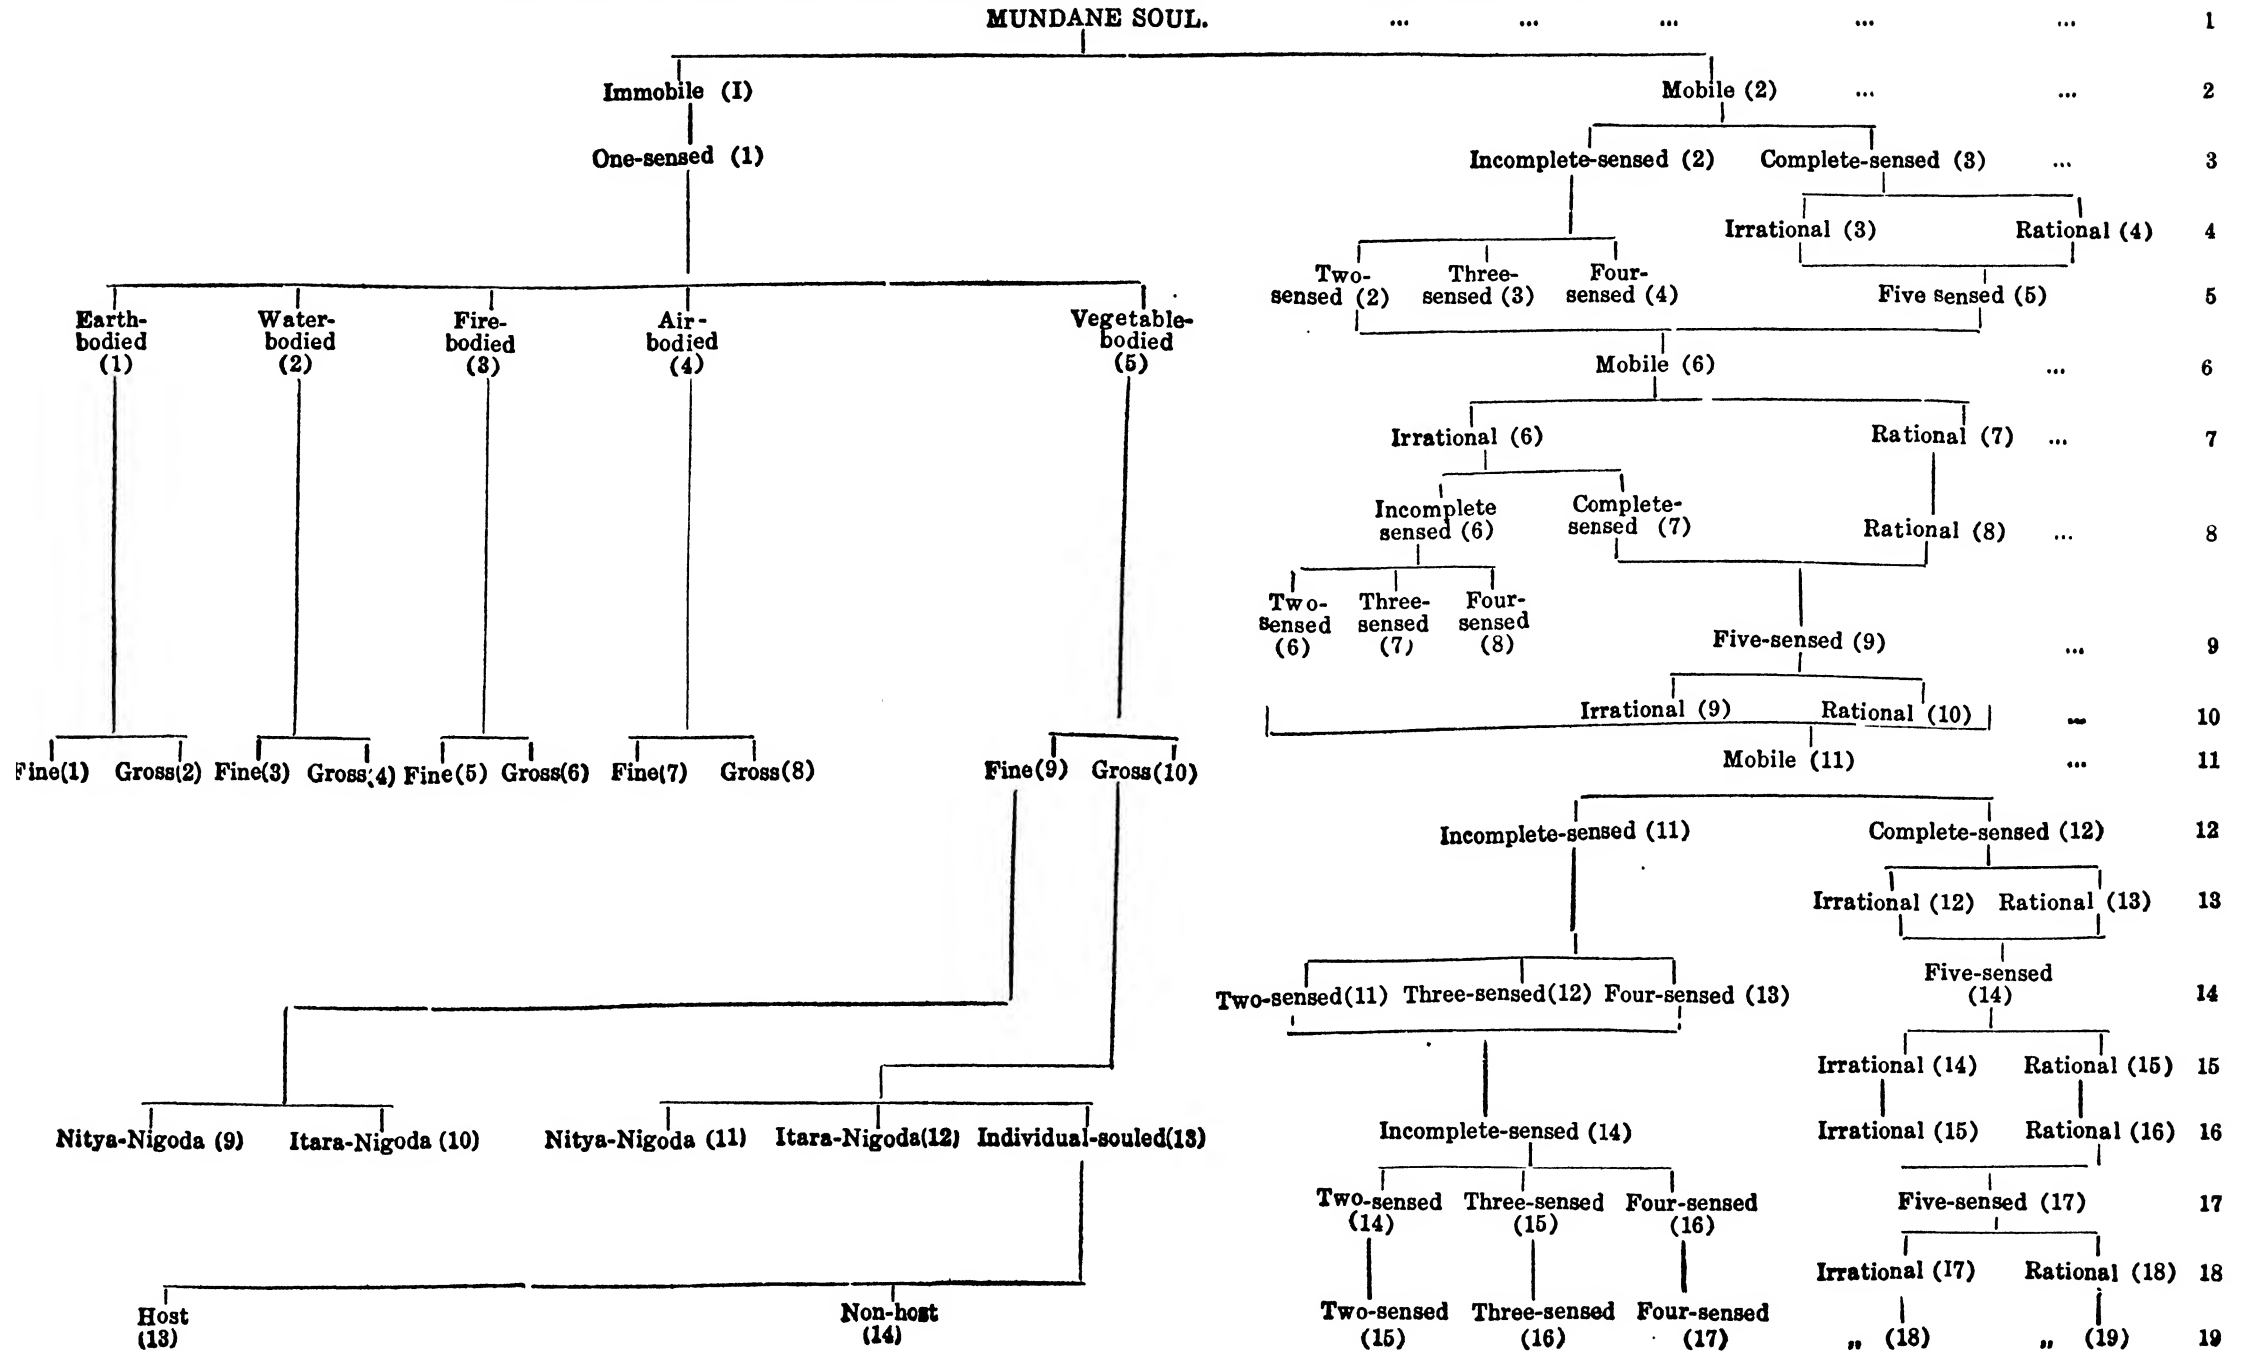 MUNDANE SOUL. ... ... ... ... ... 1
Immobile (I) Mobile (2) ... ... 2
One-sensed (1) Incomplete-sensed (2) Complete-sensed (3) ... 3
Irrational (3) Rational (4) 4
Two- Three- Four-
sensed (2) sensed (3) sensed (4) Five sensed (5) 5
Earth- Water- Fire- Air- Vegetable-
bodied bodied bodied bodied bodied
(1) (2) (3) (4) (5)
Mobile (6) ... 6
Irrational (6) Rational (7) ... 7
Incomplete Complete-
sensed (6) sensed (7) Rational (8) ... 8
Two- Three- Four-
sensed sensed sensed
(6) (7) (8) Five-sensed (9) ... 9
Irrational (9) Rational (10) ... 10
Fine(1) Gross(2) Fine(3) Gross(4) Fine(5) Gross(6) Fine(7) Gross(8) Fine(9) Gross(10)
Mobile (11) ... 11
Incomplete-sensed (11) Complete-sensed (12) 12
Irrational (12) Rational (13) 13
Five-sensed
Two-sensed(11) Three-sensed(12) Four-sensed (13) (14) 14
Irrational (14) Rational (15) 15
Nitya-Nigoda (9) Itara-Nigoda (10) Nitya-Nigoda (11) Itara-Nigoda(12) Individual-souled(13)
Incomplete-sensed (14) Irrational (15) Rational (16) 16
Two-sensed Three-sensed Four-sensed Five-sensed (17) 17
(14) (15) (16)
Irrational (I7) Rational (18) 18
Host Non-host
(13) (14)
Two-sensed Three-sensed Four-sensed
(15) (16) (17) „ (18) „ (19) 19